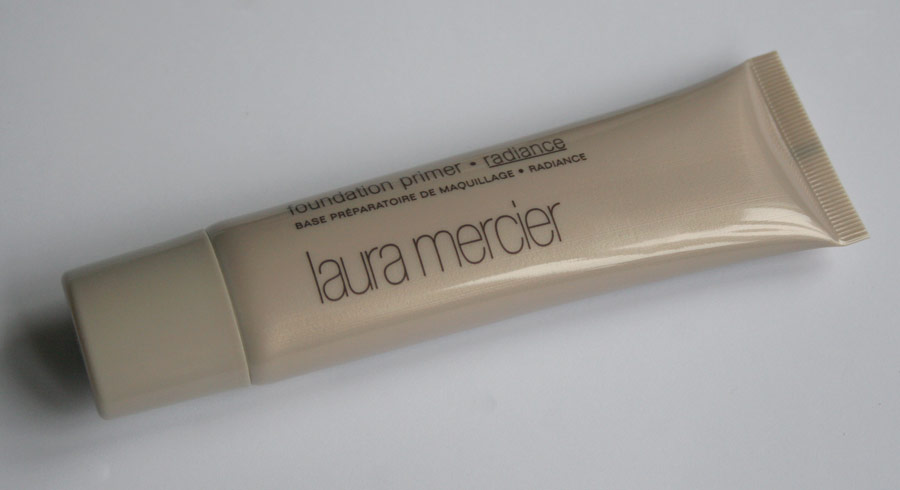 foundation primer • radiance
BASE PRÉPARATOIRE DE MAQUILLAGE • RADIANCE
laura mercier